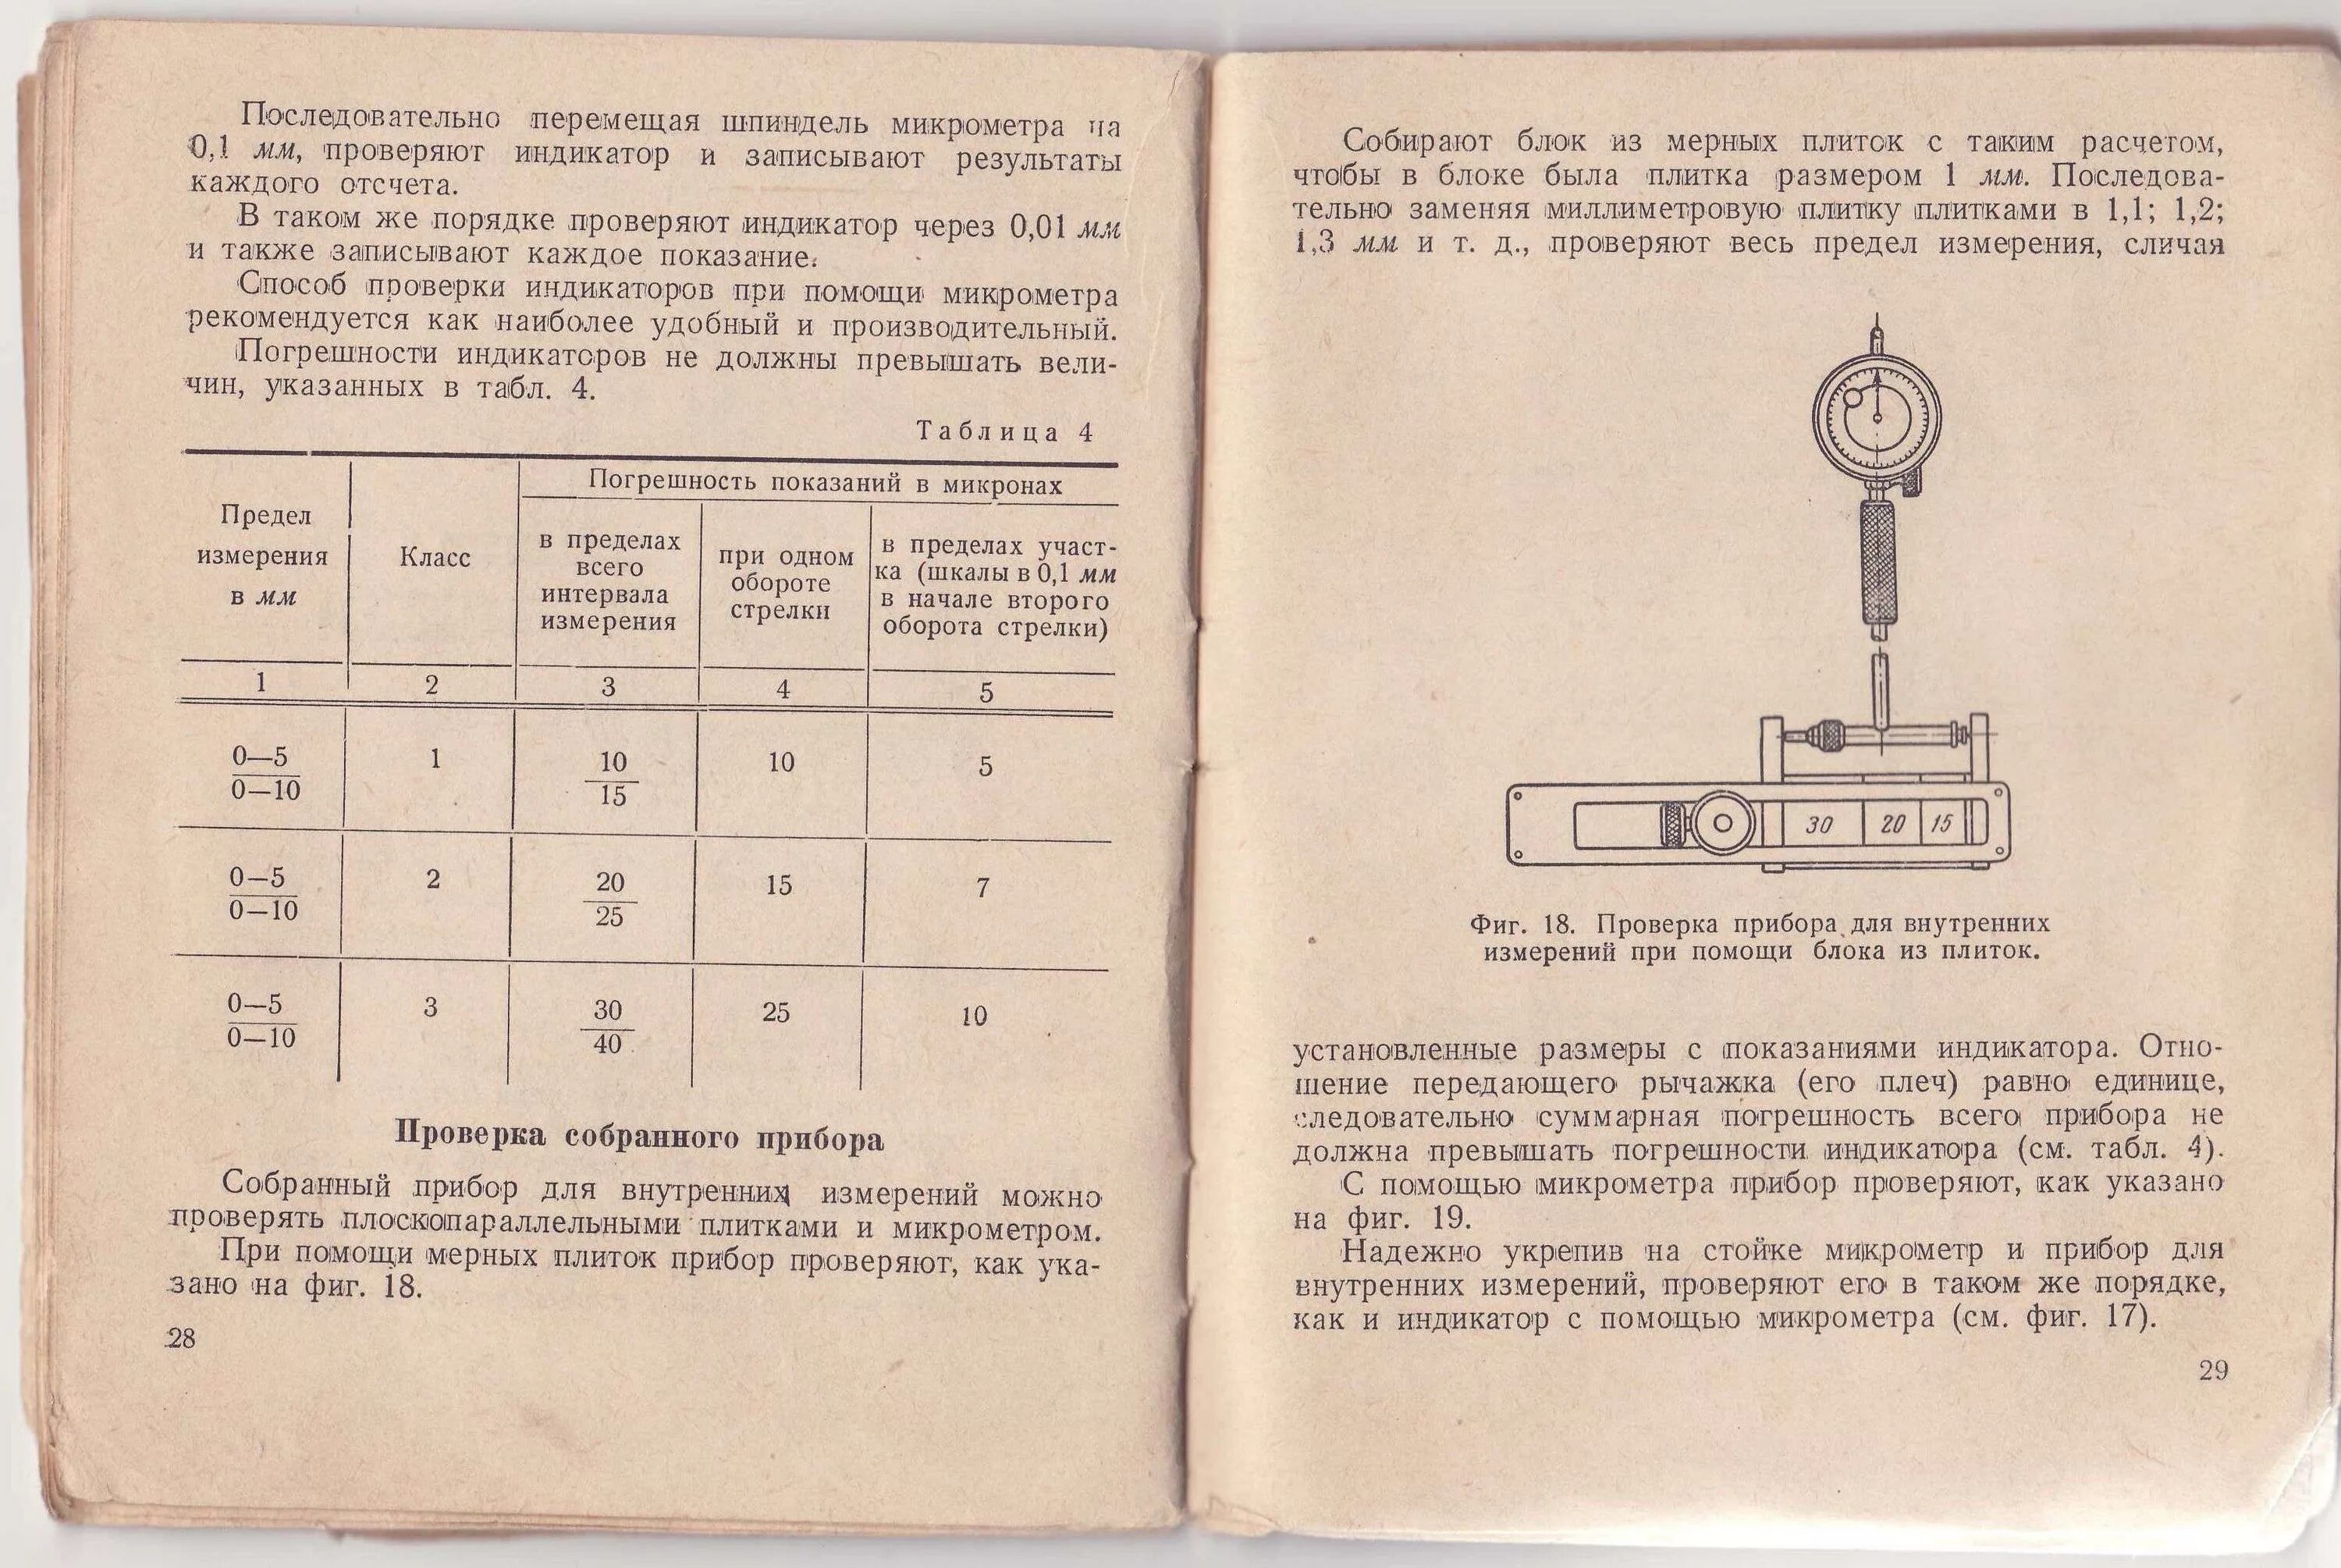 Последовательно перемещая шпиндель микрометра на
0,1 мм, проверяют индикатор и записывают результаты
каждого отсчета.
В таком же порядке проверяют индикатор через 0,01 мм
и также записывают каждое показание.
Способ проверки индикаторов при помощи микрометра
рекомендуется как наиболее удобный и производительный.
Погрешности индикаторов не должны превышать вели-
чин, указанных в табл. 4.
Таблица 4
Предел
измерения
в мм
Класс
Погрешность показаний в микронах
в пределах
всего
интервала
измерения
при одном
обороте
стрелки
в пределах участ-
ка (шкалы в 0,1 мм
в начале второго
оборота стрелки)
1 2 3 4 5
0—5 1 10 10 5
0—10 15
0—5 2 20 15 7
0—10 25
0—5 3 30 25 10
0—10 40
Проверка собранного прибора
Собранный прибор для внутренних измерений можно
проверять плоскопараллельными плитками и микрометром.
При помощи мерных плиток прибор проверяют, как ука-
зано на фиг. 18.
28
Собирают блок из мерных плиток с таким расчетом,
чтобы в блоке была плитка размером 1 мм. Последова-
тельно заменяя миллиметровую плитку плитками в 1,1; 1,2;
1,3 мм и т. д., проверяют весь предел измерения, сличая
30 20 15
Фиг. 18. Проверка прибора для внутренних
измерений при помощи блока из плиток.
установленные размеры с показаниями индикатора. Отно-
шение передающего рычажка (его плеч) равно единице,
следовательно суммарная погрешность всего прибора не
должна превышать погрешности индикатора (см. табл. 4).
С помощью микрометра прибор проверяют, как указано
на фиг. 19.
Надежно укрепив на стойке микрометр и прибор для
внутренних измерений, проверяют его в таком же порядке,
как и индикатор с помощью микрометра (см. фиг. 17).
29